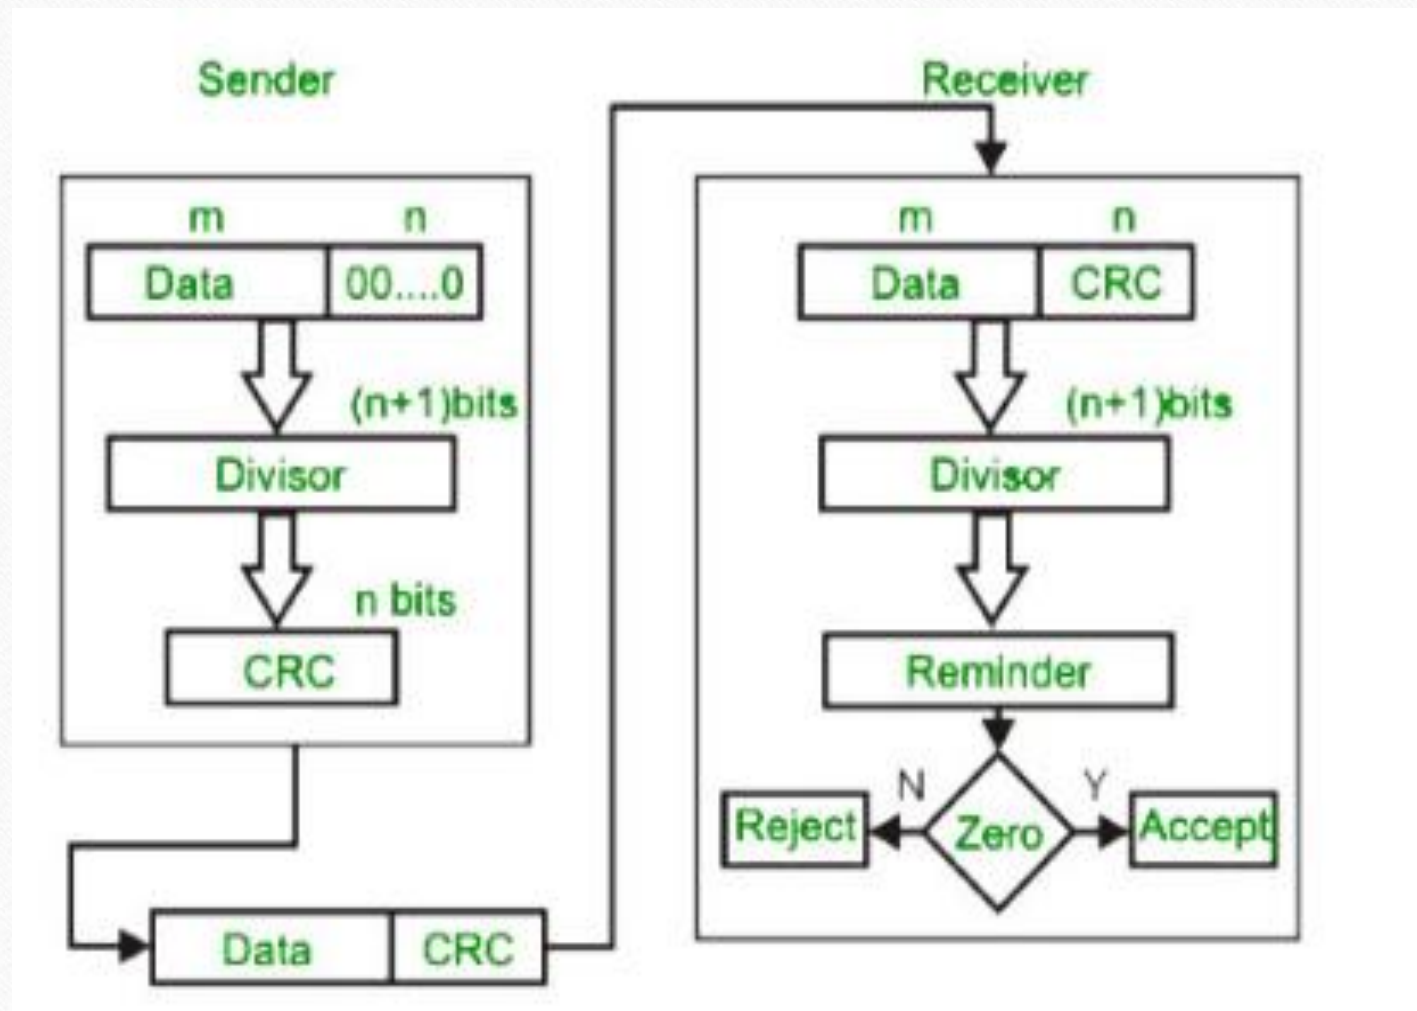 Sender
m n
Data 00....0
(n+1)bits
Divisor
n bits
CRC
Data CRC
Receiver
m n
Data CRC
(n+1)bits
Divisor
Reminder
N Y
Reject Zero Accept